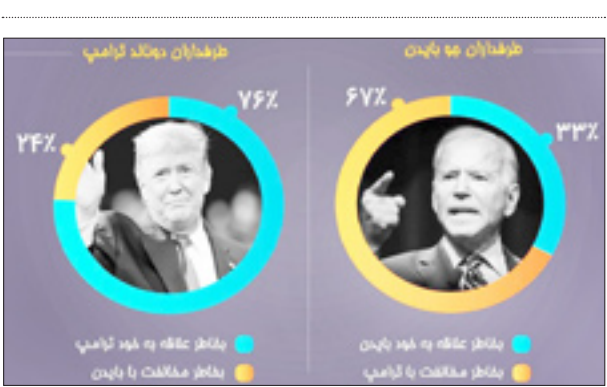 طرفداران جو بایدن
۶۷٪
۳۳٪
بخاطر علاقه به خود بایدن
بخاطر مخالفت با ترامپ
طرفداران دونالد ترامپ
۷۶٪
۲۴٪
بخاطر علاقه به خود ترامپ
بخاطر مخالفت با بایدن